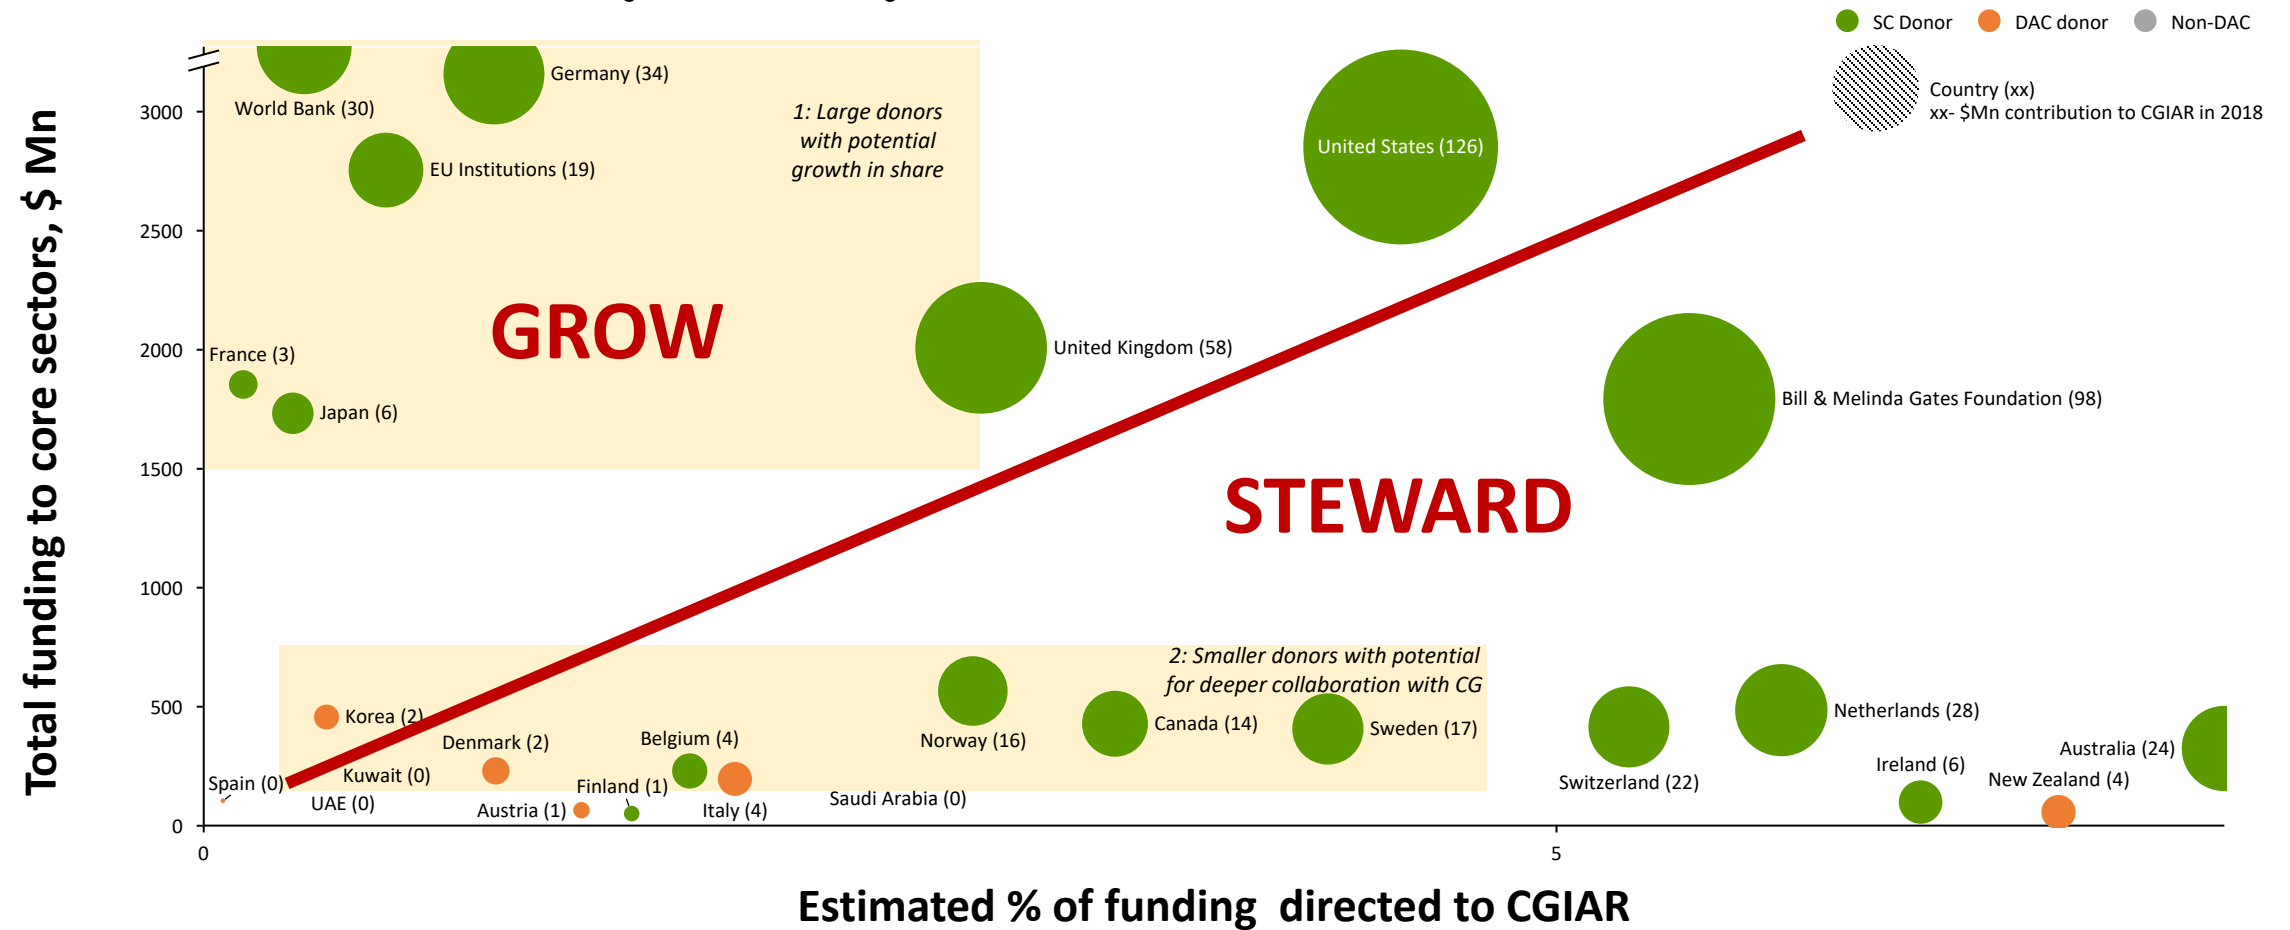 SC Donor
DAC donor
Non-DAC
Country (xx)
xx- $Mn contribution to CGIAR in 2018
Total funding to core sectors, $ Mn
3000
2500
2000
1500
1000
500
0
World Bank (30)
Germany (34)
EU Institutions (19)
1: Large donors
with potential
growth in share
United States (126)
GROW
France (3)
Japan (6)
United Kingdom (58)
Bill & Melinda Gates Foundation (98)
STEWARD
2: Smaller donors with potential
for deeper collaboration with CG
Korea (2)
Denmark (2)
Belgium (4)
Norway (16)
Canada (14)
Sweden (17)
Netherlands (28)
Australia (24)
Spain (0)
Kuwait (0)
UAE (0)
Finland (1)
Austria (1)
Italy (4)
Saudi Arabia (0)
Switzerland (22)
Ireland (6)
New Zealand (4)
0
5
Estimated % of funding  directed to CGIAR